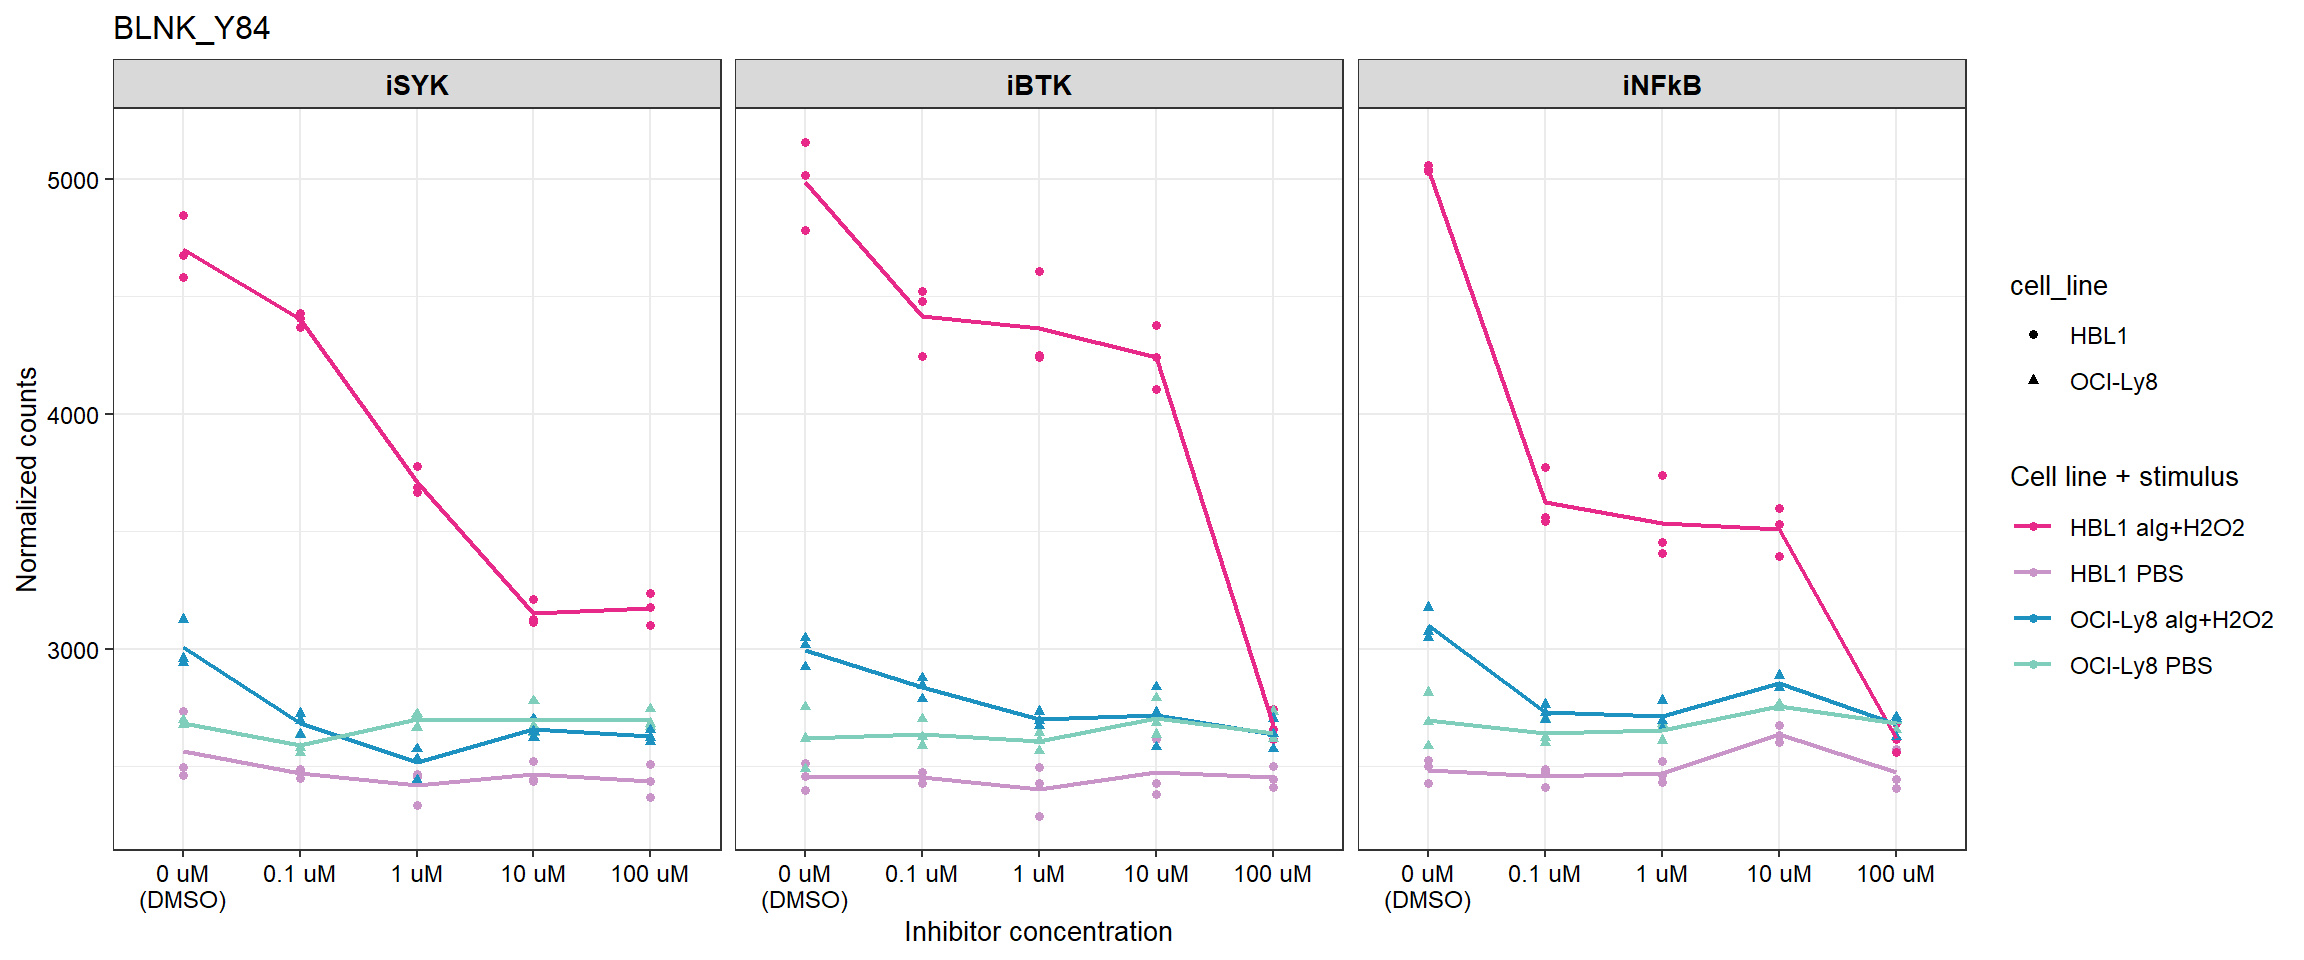 BLNK_Y84
iSYK
iBTK
iNFkB
5000
4000
3000
Normalized counts
0 uM
(DMSO)
0.1 uM
1 uM
10 uM
100 uM
0 uM
(DMSO)
0.1 uM
1 uM
10 uM
100 uM
0 uM
(DMSO)
0.1 uM
1 uM
10 uM
100 uM
Inhibitor concentration
cell_line
HBL1
OCI-Ly8
Cell line + stimulus
HBL1 aIg+H2O2
HBL1 PBS
OCI-Ly8 aIg+H2O2
OCI-Ly8 PBS